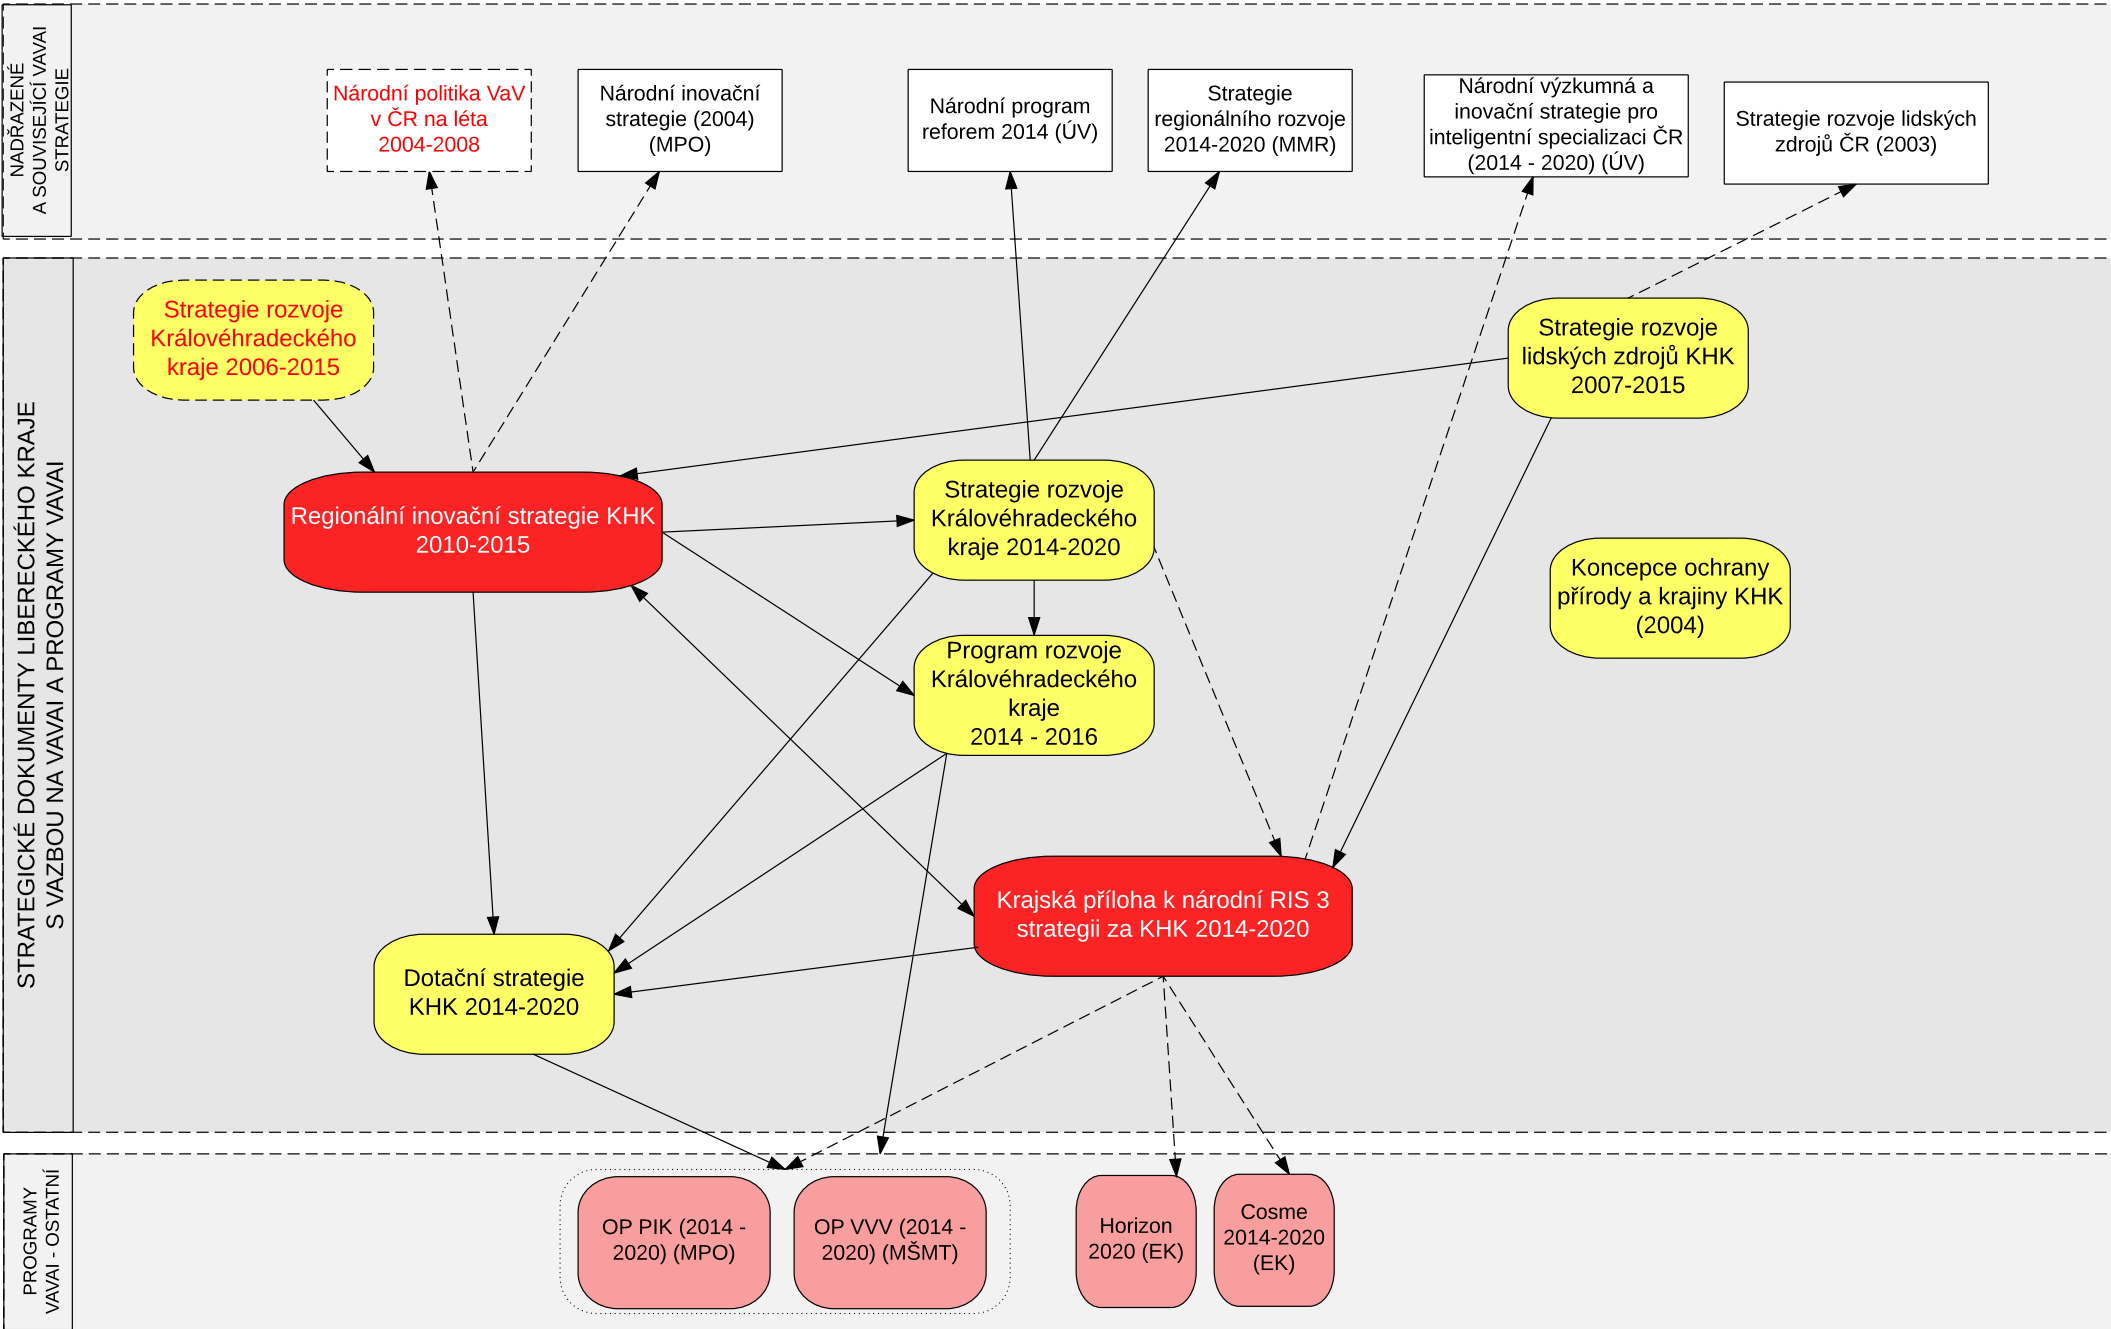 NADŘAZENÉ
A SOUVISEJÍCÍ VAVAI
STRATEGIE
Národní politika VaV
v ČR na léta
2004-2008
Národní inovační
strategie (2004)
(MPO)
Národní program
reforem 2014 (ÚV)
Strategie
regionálního rozvoje
2014-2020 (MMR)
Národní výzkumná a
inovační strategie pro
inteligentní specializaci ČR
(2014 - 2020) (ÚV)
Strategie rozvoje lidských
zdrojů ČR (2003)
STRATEGICKÉ DOKUMENTY LIBERECKÉHO KRAJE
S VAZBOU NA VAVAI A PROGRAMY VAVAI
Strategie rozvoje
Královéhradeckého
kraje 2006-2015
Strategie rozvoje
lidských zdrojů KHK
2007-2015
Regionální inovační strategie KHK
2010-2015
Strategie rozvoje
Královéhradeckého
kraje 2014-2020
Koncepce ochrany
přírody a krajiny KHK
(2004)
Program rozvoje
Královéhradeckého
kraje
2014 - 2016
Krajská příloha k národní RIS 3
strategii za KHK 2014-2020
Dotační strategie
KHK 2014-2020
PROGRAMY
VAVAI - OSTATNÍ
OP PIK (2014 -
2020) (MPO)
OP VVV (2014 -
2020) (MŠMT)
Horizon
2020 (EK)
Cosme
2014-2020
(EK)